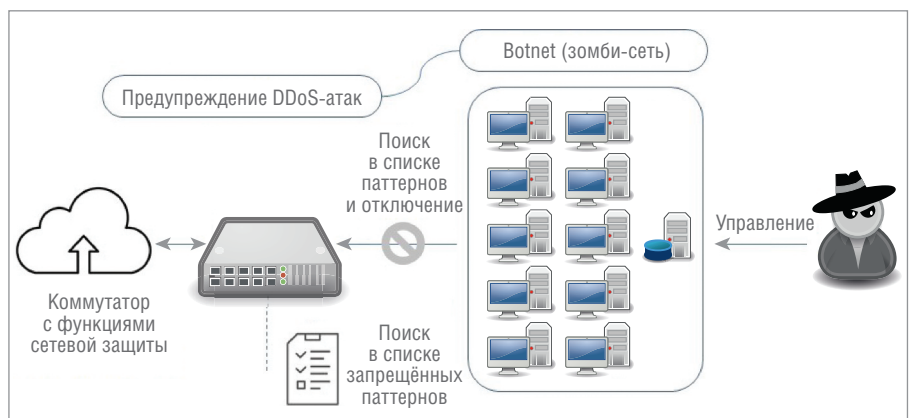 Botnet (зомби-сеть)
Предупреждение DDoS-атак
Поиск
в списке
паттернов
и отключение
Управление
Коммутатор
с функциями
сетевой защиты
Поиск
в списке
запрещённых
паттернов